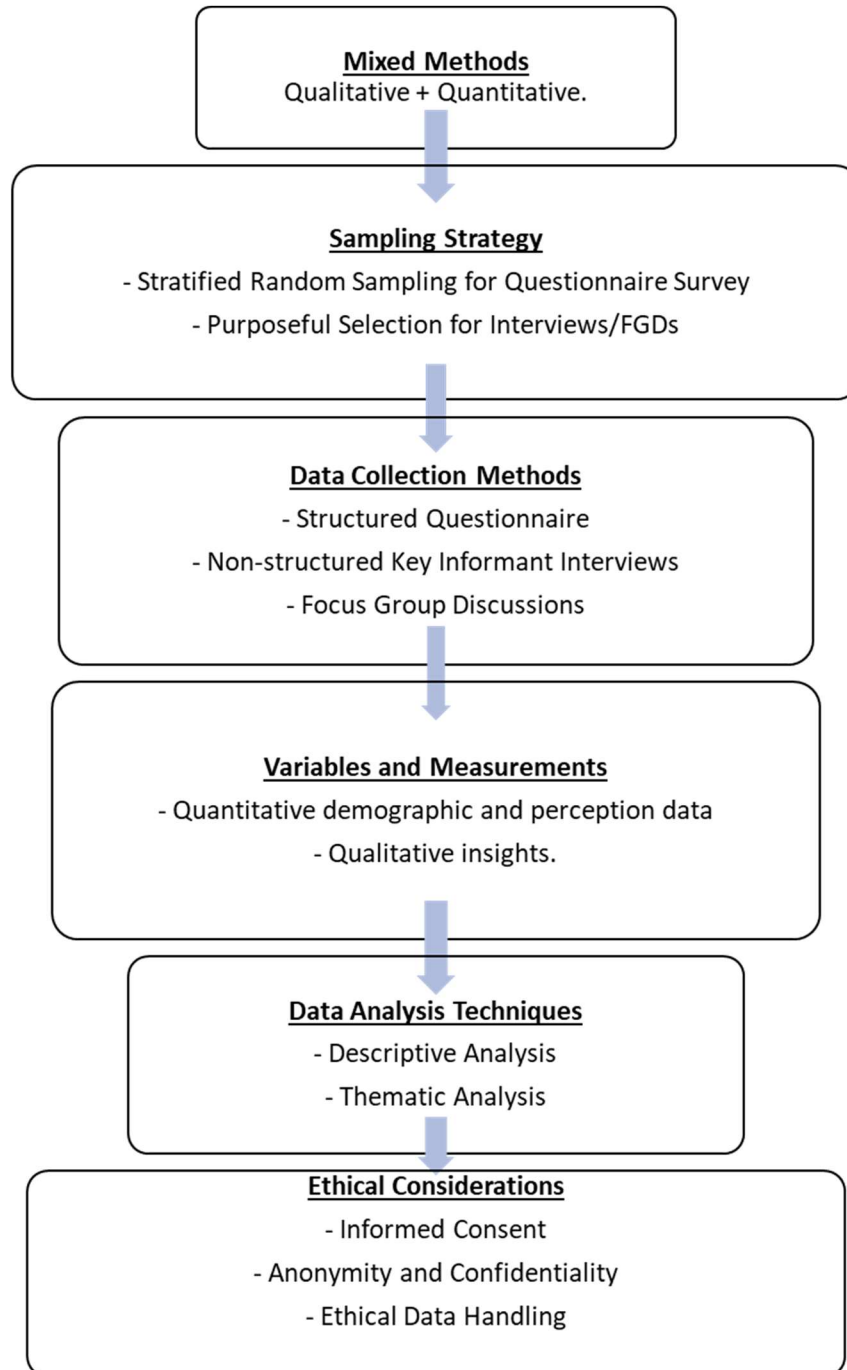 Mixed Methods
Qualitative + Quantitative.
Sampling Strategy
- Stratified Random Sampling for Questionnaire Survey
- Purposeful Selection for Interviews/FGDs
Data Collection Methods
- Structured Questionnaire
- Non-structured Key Informant Interviews
- Focus Group Discussions
Variables and Measurements
- Quantitative demographic and perception data
- Qualitative insights.
Data Analysis Techniques
- Descriptive Analysis
- Thematic Analysis
Ethical Considerations
- Informed Consent
- Anonymity and Confidentiality
- Ethical Data Handling